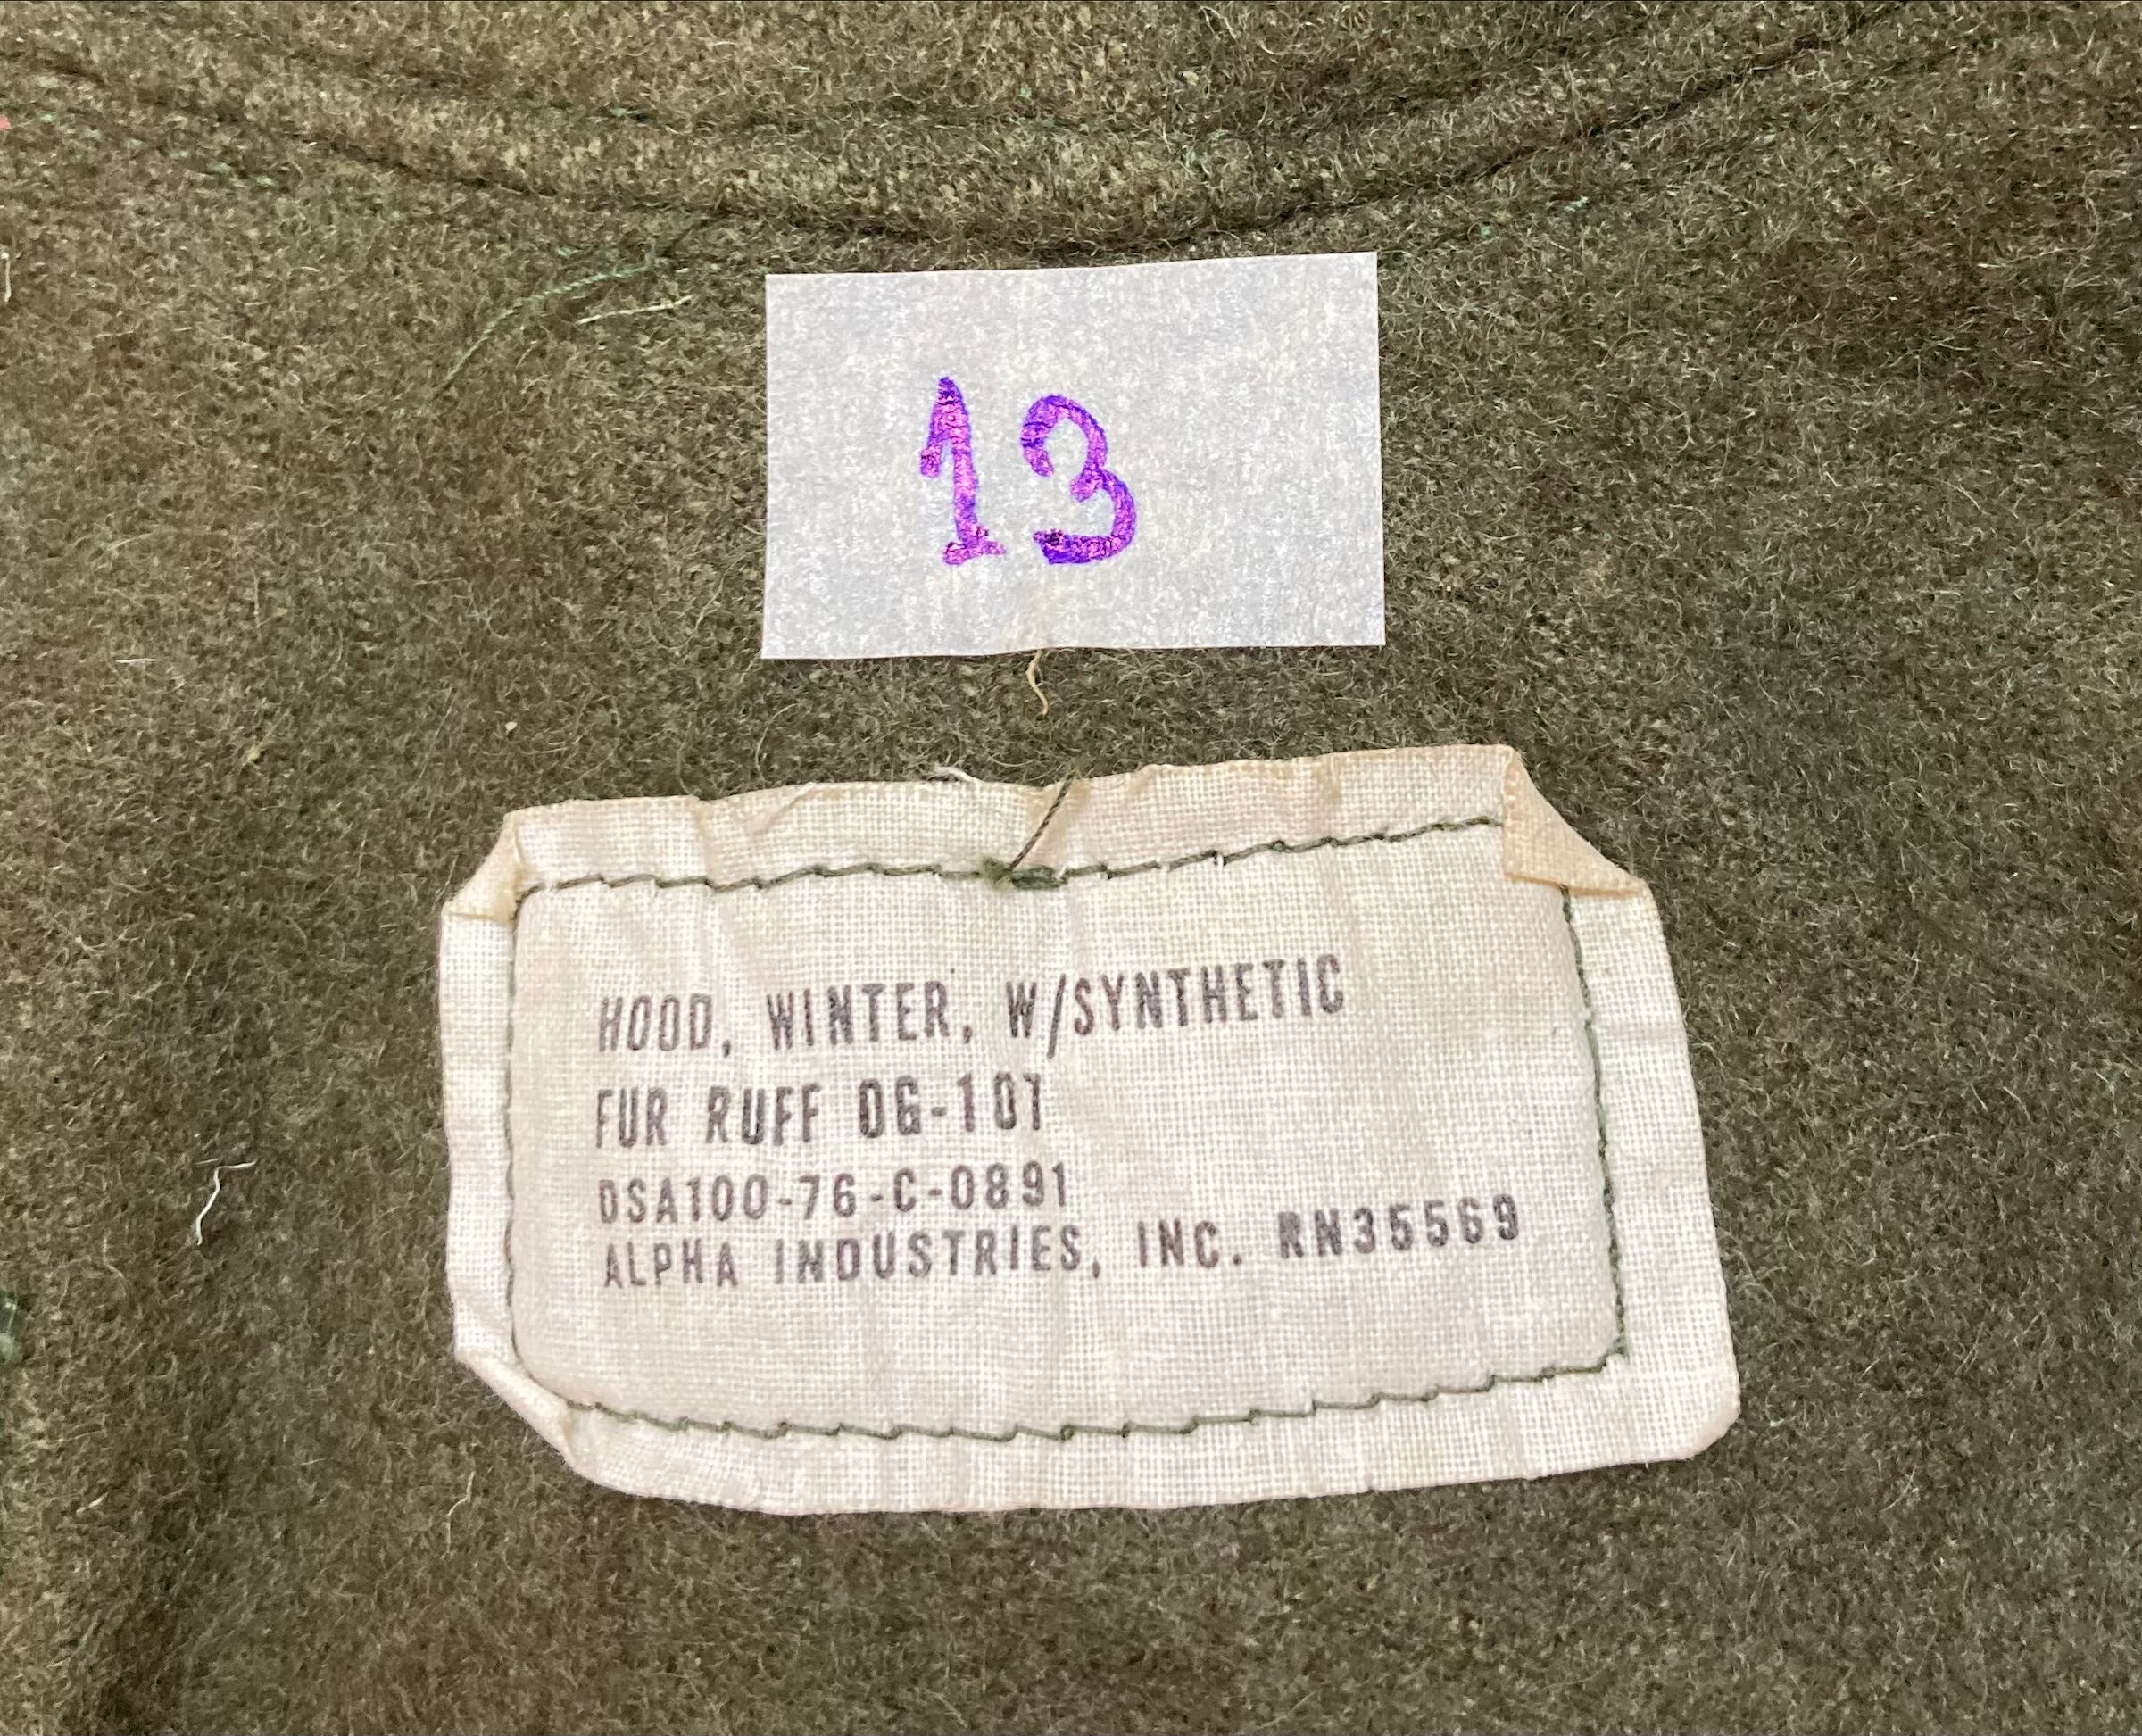 13
HOOD, WINTER, W/SYNTHETIC
FUR RUFF OG-107
DSA100-76-C-0891
ALPHA INDUSTRIES, INC. RN35569